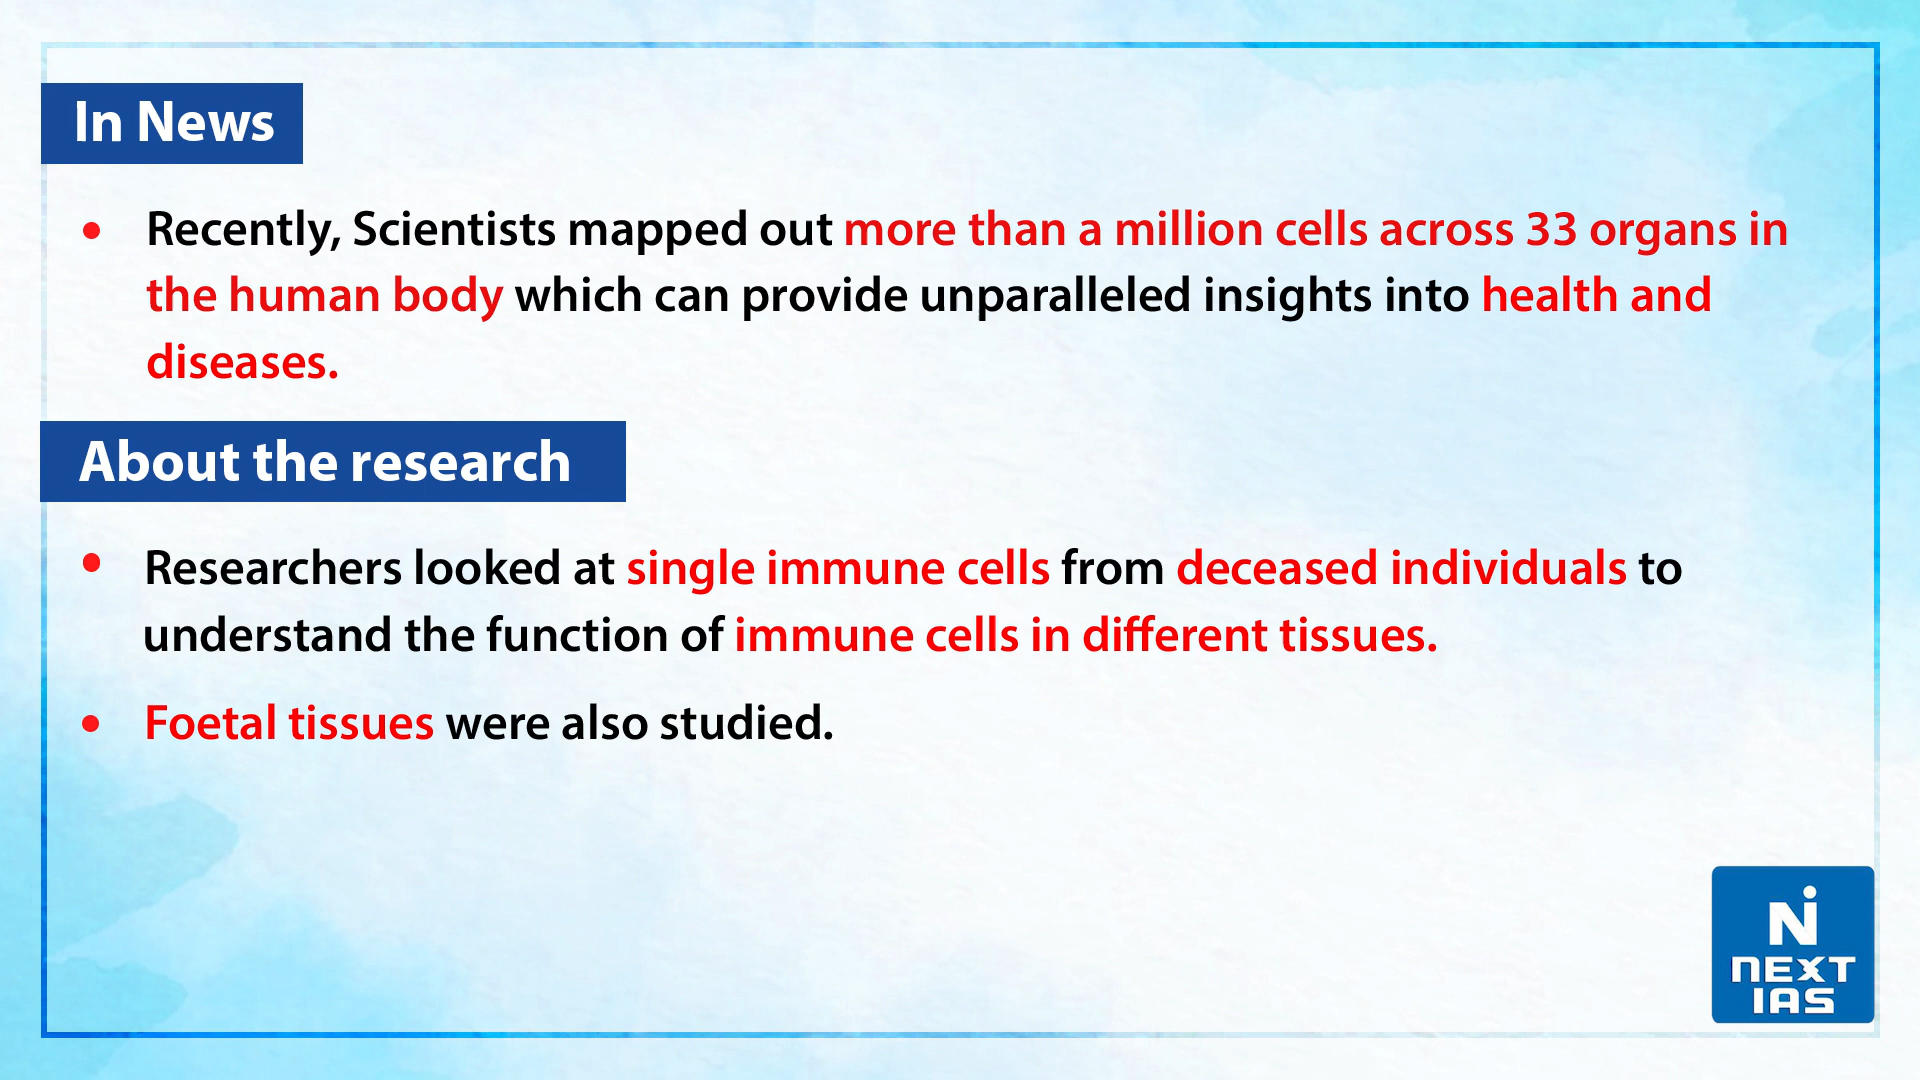 In News
• Recently, Scientists mapped out more than a million cells across 33 organs in
the human body which can provide unparalleled insights into health and
diseases.
About the research
• Researchers looked at single immune cells from deceased individuals to
understand the function of immune cells in different tissues.
• Foetal tissues were also studied.
N
NEXT
IAS